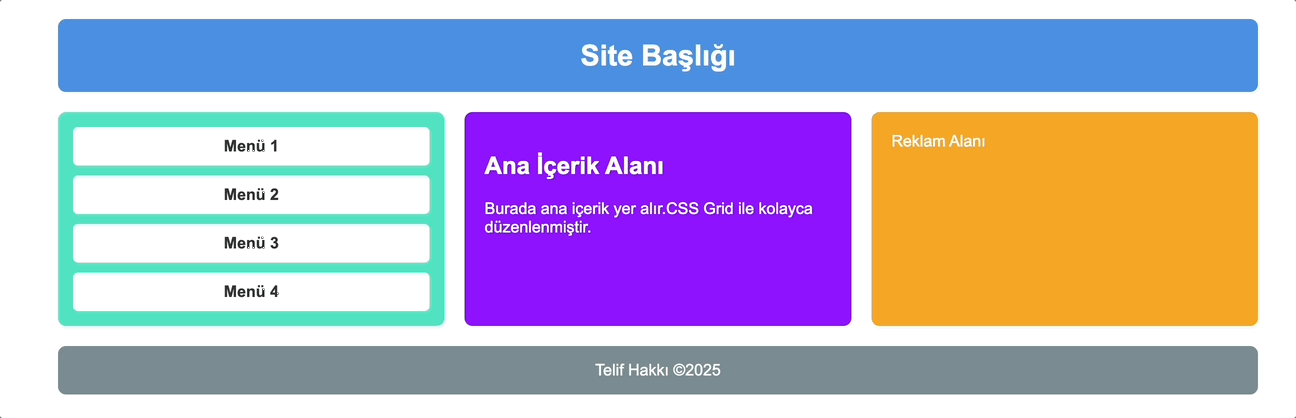 Site Başlığı
Menü 1
Menü 2
Menü 3
Menü 4
Ana İçerik Alanı
Burada ana içerik yer alır.CSS Grid ile kolayca
düzenlenmiştir.
Reklam Alanı
Telif Hakkı ©2025